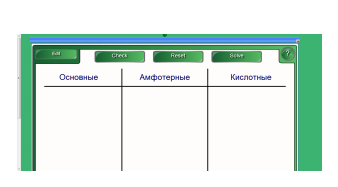 Edit Check Reset Solve ?
Основные Амфотерные Кислотные